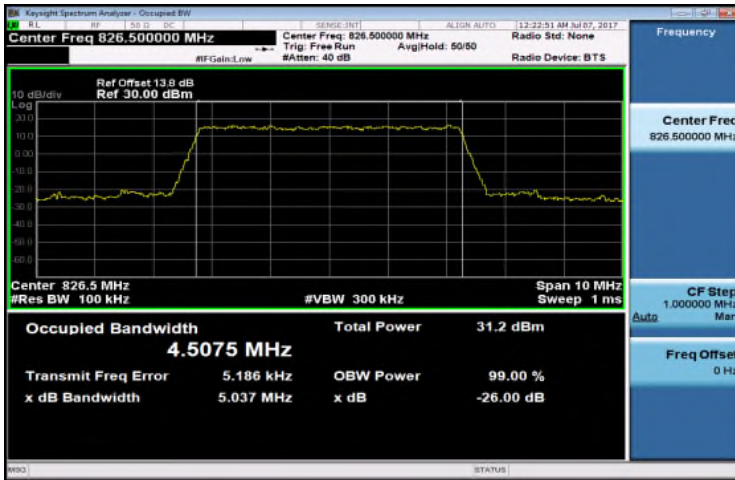 Keysight Spectrum Analyzer - Occupied BW
RL RF 50 Ω DC SENSE:INT ALIGN AUTO 12:22:51 AM Jul 07, 2017
Center Freq 826.500000 MHz
Center Freq: 826.500000 MHz
Radio Std: None
Trig: Free Run Avg|Hold: 50/50
#IFGain:Low
#Atten: 40 dB
Radio Device: BTS
Ref Offset 13.8 dB
10 dB/div Ref 30.00 dBm
Log
20.0
10.0
0.00
-10.0
-20.0
-30.0
-40.0
-50.0
-60.0
Center 826.5 MHz
Span 10 MHz
#Res BW 100 kHz
#VBW 300 kHz
Sweep 1 ms
Occupied Bandwidth
Total Power 31.2 dBm
4.5075 MHz
Transmit Freq Error 5.186 kHz OBW Power 99.00 %
x dB Bandwidth 5.037 MHz x dB -26.00 dB
MSG
STATUS
Frequency
Center Freq
826.500000 MHz
CF Step
1.000000 MHz
Auto Man
Freq Offset
0 Hz